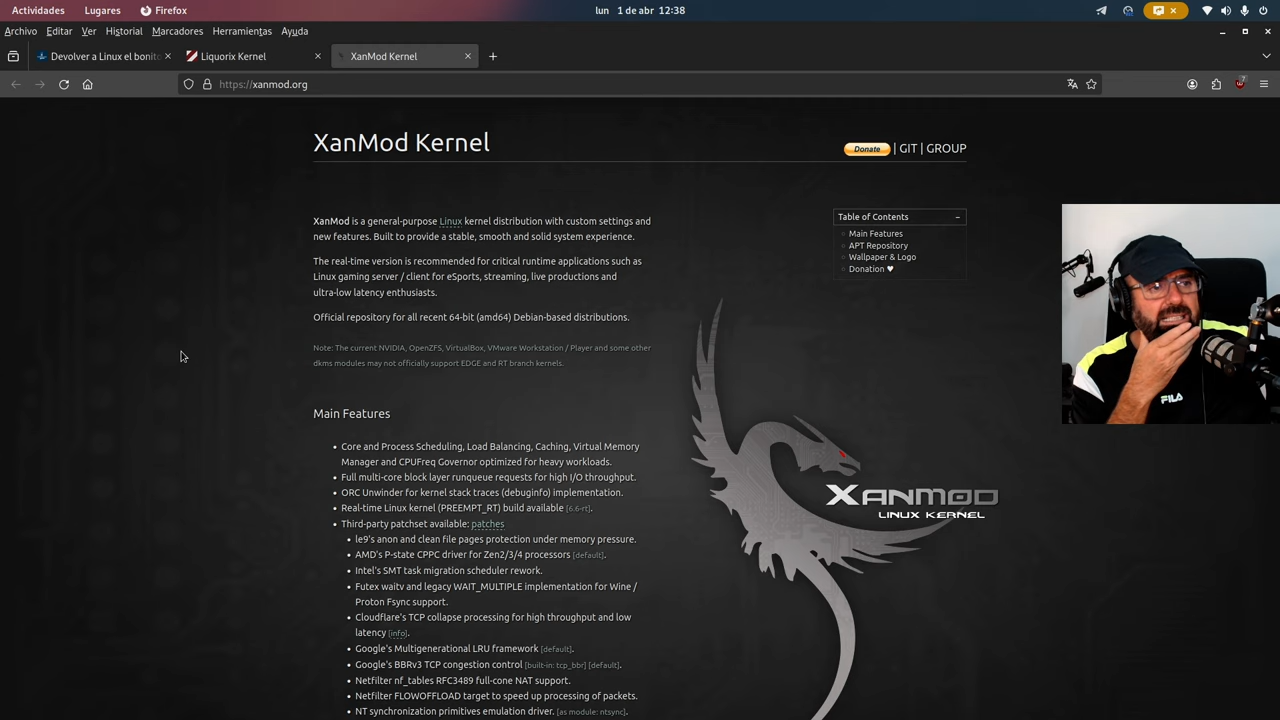 Actividades Lugares Firefox lun 1 de abr 12:38
Archivo Editar Ver Historial Marcadores Herramientas Ayuda
Devolver a Linux el bonito Liquorix Kernel XanMod Kernel
https://xanmod.org
XanMod Kernel
Donate | GIT | GROUP
XanMod is a general-purpose Linux kernel distribution with custom settings and
new features. Built to provide a stable, smooth and solid system experience.
The real-time version is recommended for critical runtime applications such as
Linux gaming server / client for eSports, streaming, live productions and
ultra-low latency enthusiasts.
Official repository for all recent 64-bit (amd64) Debian-based distributions.
Note: The current NVIDIA, OpenZFS, VirtualBox, VMware Workstation / Player and some other
dkms modules may not officially support EDGE and RT branch kernels.
Table of Contents −
Main Features
APT Repository
Wallpaper & Logo
Donation ♥
Main Features
• Core and Process Scheduling, Load Balancing, Caching, Virtual Memory
Manager and CPUFreq Governor optimized for heavy workloads.
• Full multi-core block layer runqueue requests for high I/O throughput.
• ORC Unwinder for kernel stack traces (debuginfo) implementation.
• Real-time Linux kernel (PREEMPT_RT) build available [6.6-rt].
• Third-party patchset available: patches
• le9's anon and clean file pages protection under memory pressure.
• AMD's P-state CPPC driver for Zen2/3/4 processors [default].
• Intel's SMT task migration scheduler rework.
• Futex waitv and legacy WAIT_MULTIPLE implementation for Wine /
Proton Fsync support.
• Cloudflare's TCP collapse processing for high throughput and low
latency [info].
• Google's Multigenerational LRU framework [default].
• Google's BBRv3 TCP congestion control [built-in: tcp_bbr] [default].
• Netfilter nf_tables RFC3489 full-cone NAT support.
• Netfilter FLOWOFFLOAD target to speed up processing of packets.
• NT synchronization primitives emulation driver. [as module: ntsync].
XANMOD
LINUX KERNEL
FILA